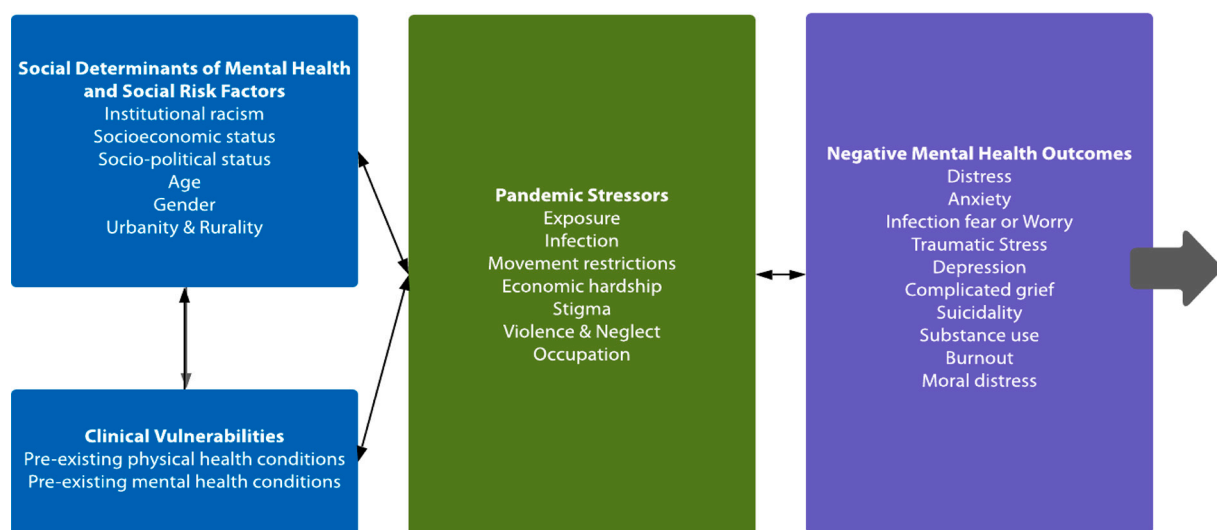 Social Determinants of Mental Health
and Social Risk Factors
Institutional racism
Socioeconomic status
Socio-political status
Age
Gender
Urbanity & Rurality
Clinical Vulnerabilities
Pre-existing physical health conditions
Pre-existing mental health conditions
Pandemic Stressors
Exposure
Infection
Movement restrictions
Economic hardship
Stigma
Violence & Neglect
Occupation
Negative Mental Health Outcomes
Distress
Anxiety
Infection fear or Worry
Traumatic Stress
Depression
Complicated grief
Suicidality
Substance use
Burnout
Moral distress